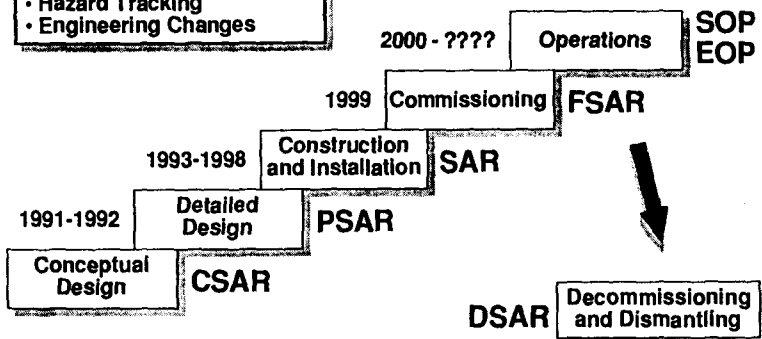 • Hazard Tracking
• Engineering Changes
2000 - ????
Operations
SOP
EOP
1999
Commissioning
FSAR
1993-1998
Construction
and Installation
SAR
1991-1992
Detailed
Design
PSAR
Conceptual
Design
CSAR
DSAR
Decommissioning
and Dismantling